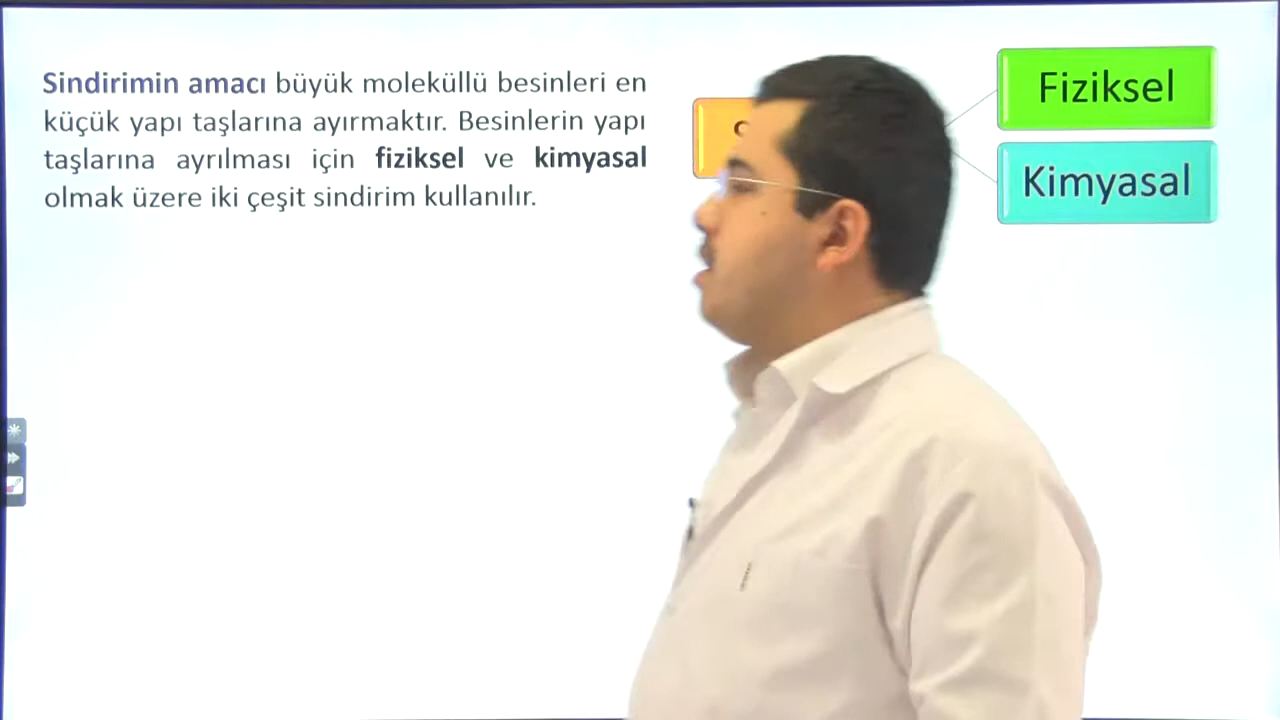 Sindirimin amacı büyük moleküllü besinleri en
küçük yapı taşlarına ayırmaktır. Besinlerin yapı
taşlarına ayrılması için fiziksel ve kimyasal
olmak üzere iki çeşit sindirim kullanılır.
Fiziksel
Kimyasal